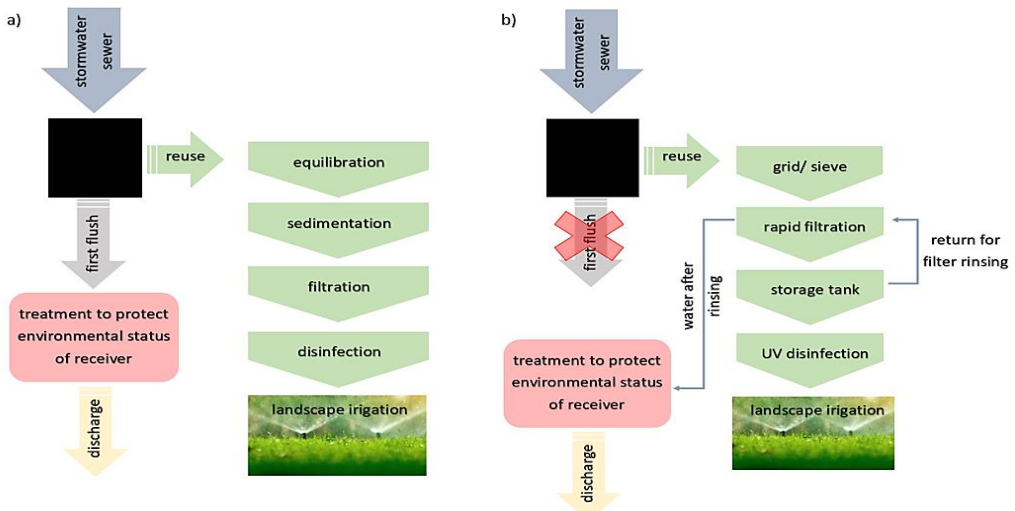 a)
stormwater
sewer
reuse
first flush
treatment to protect
environmental status
of receiver
discharge
equilibration
sedimentation
filtration
disinfection
landscape irigation
b)
stormwater
sewer
reuse
first flush
grid/ sieve
rapid filtration
storage tank
UV disinfection
landscape irigation
return for
filter rinsing
water after
rinsing
treatment to protect
environmental status
of receiver
discharge